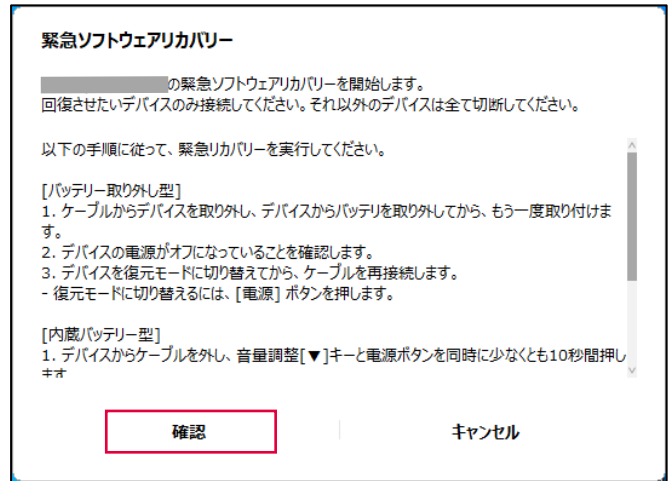 緊急ソフトウェアリカバリー
の緊急ソフトウェアリカバリーを開始します。
回復させたいデバイスのみ接続してください。それ以外のデバイスは全て切断してください。
以下の手順に従って、緊急リカバリーを実行してください。
[バッテリー取り外し型]
1. ケーブルからデバイスを取り外し、デバイスからバッテリを取り外してから、もう一度取り付けま
す。
2. デバイスの電源がオフになっていることを確認します。
3. デバイスを復元モードに切り替えてから、ケーブルを再接続します。
- 復元モードに切り替えるには、[電源] ボタンを押します。
[内蔵バッテリー型]
1. デバイスからケーブルを外し、音量調整[▼]キーと電源ボタンを同時に少なくとも10秒間押し
ます
確認
キャンセル